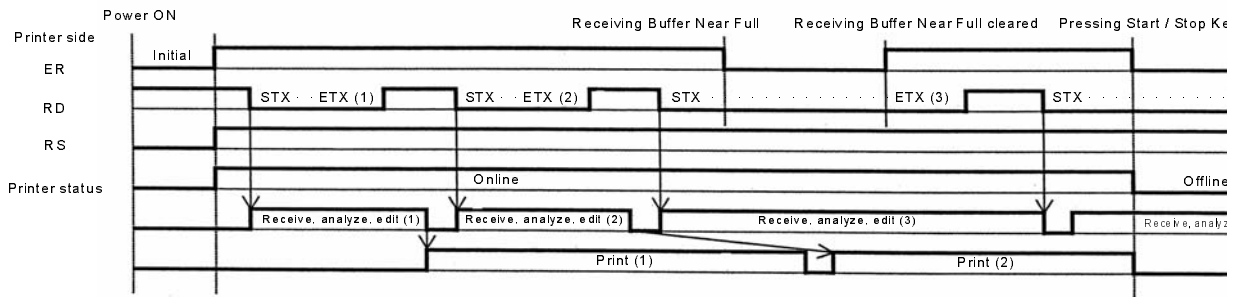 Power ON
Receiving Buffer Near Full Receiving Buffer Near Full cleared Pressing Start / Stop Ke
Printer side
Initial
ER
STX ETX (1) STX ETX (2) STX ETX (3) STX
RD
RS
Online
Printer status
Offline
Receive, analyze, edit (1) Receive, analyze, edit (2) Receive, analyze, edit (3) Receive, analyze
Print (1) Print (2)